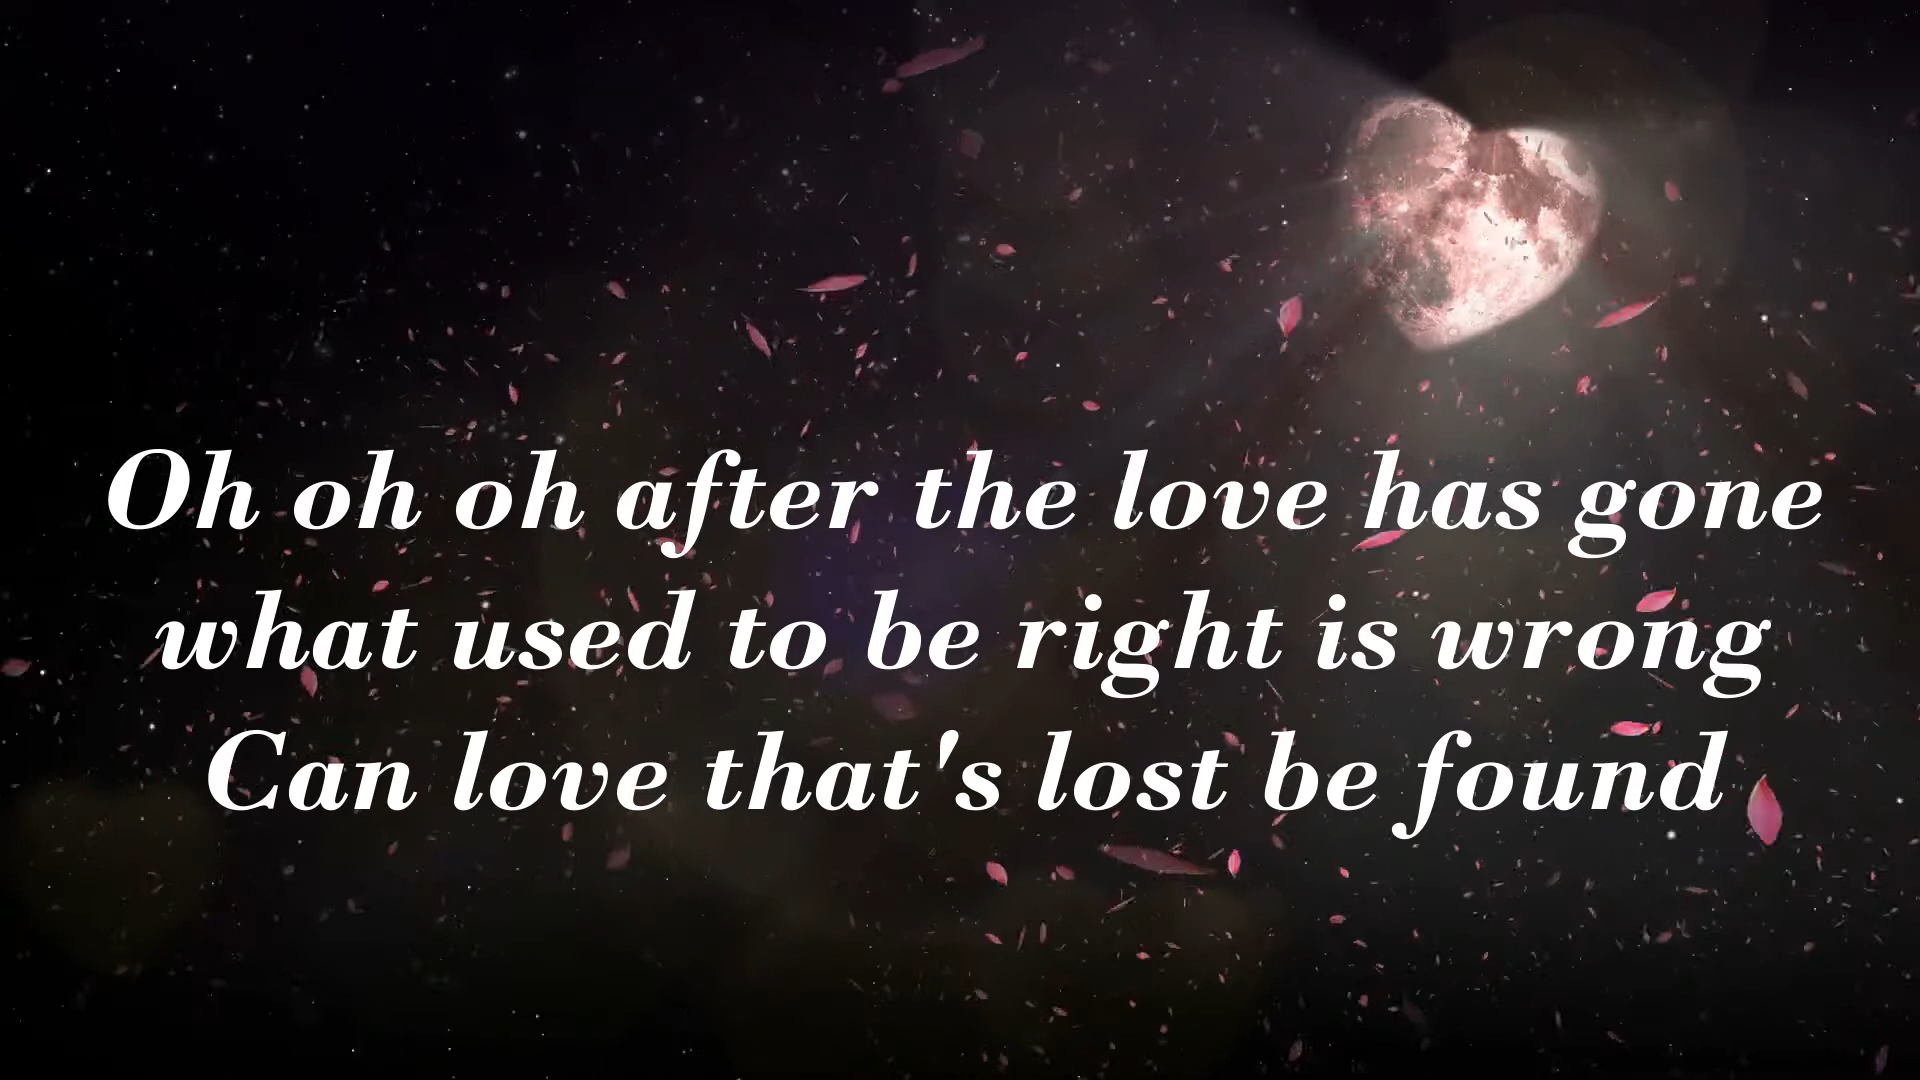 Oh oh oh after the love has gone
what used to be right is wrong
Can love that's lost be found